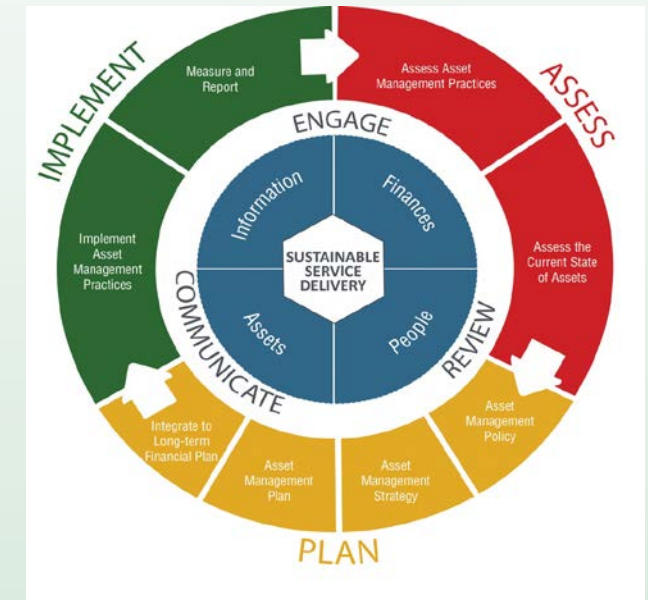 IMPLEMENT
ASSESS
PLAN
Measure and
Report
Assess Asset
Management Practices
Assess the
Current State
of Assets
Asset
Management
Policy
Asset
Management
Strategy
Asset
Management
Plan
Integrate to
Long-term
Financial Plan
Implement
Asset
Management
Practices
ENGAGE
REVIEW
COMMUNICATE
Information
Finances
People
Assets
SUSTAINABLE
SERVICE
DELIVERY